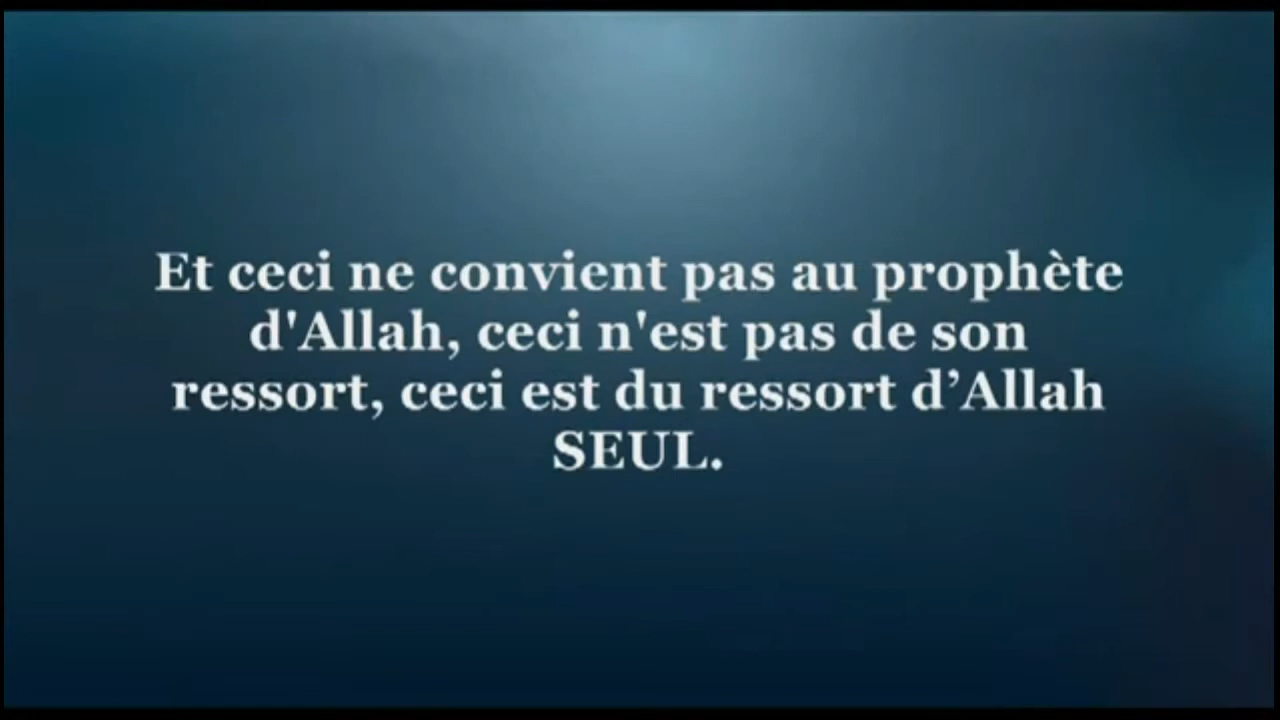 Et ceci ne convient pas au prophète
d'Allah, ceci n'est pas de son
ressort, ceci est du ressort d’Allah
SEUL.